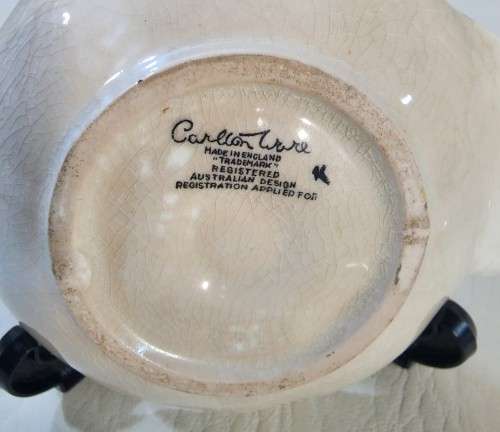 Carlton Ware
MADE IN ENGLAND
"TRADEMARK"
REGISTERED
AUSTRALIAN DESIGN
REGISTRATION APPLIED FOR